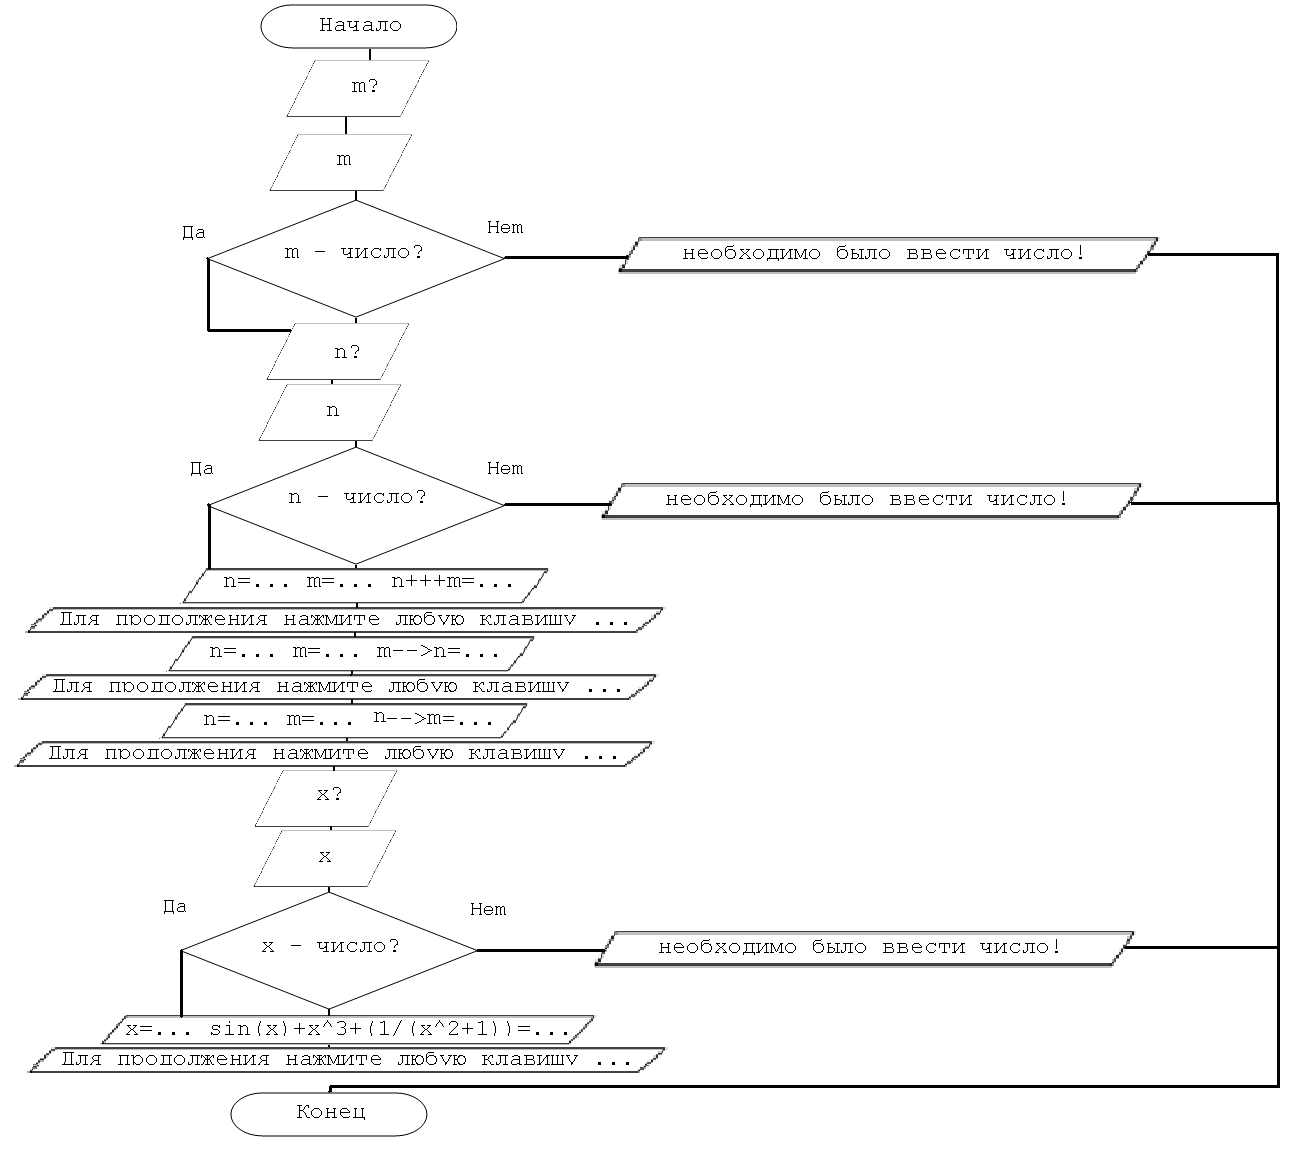 Начало
m?
m
Да
Нет
m - число?
необходимо было ввести число!
n?
n
Да
Нет
n - число?
необходимо было ввести число!
n=... m=... n+++m=...
Для продолжения нажмите любую клавишу ...
n=... m=... m-->n=...
Для продолжения нажмите любую клавишу ...
n=... m=... n-->m=...
Для продолжения нажмите любую клавишу ...
x?
x
Да
Нет
x - число?
необходимо было ввести число!
x=... sin(x)+x^3+(1/(x^2+1))=...
Для продолжения нажмите любую клавишу ...
Конец